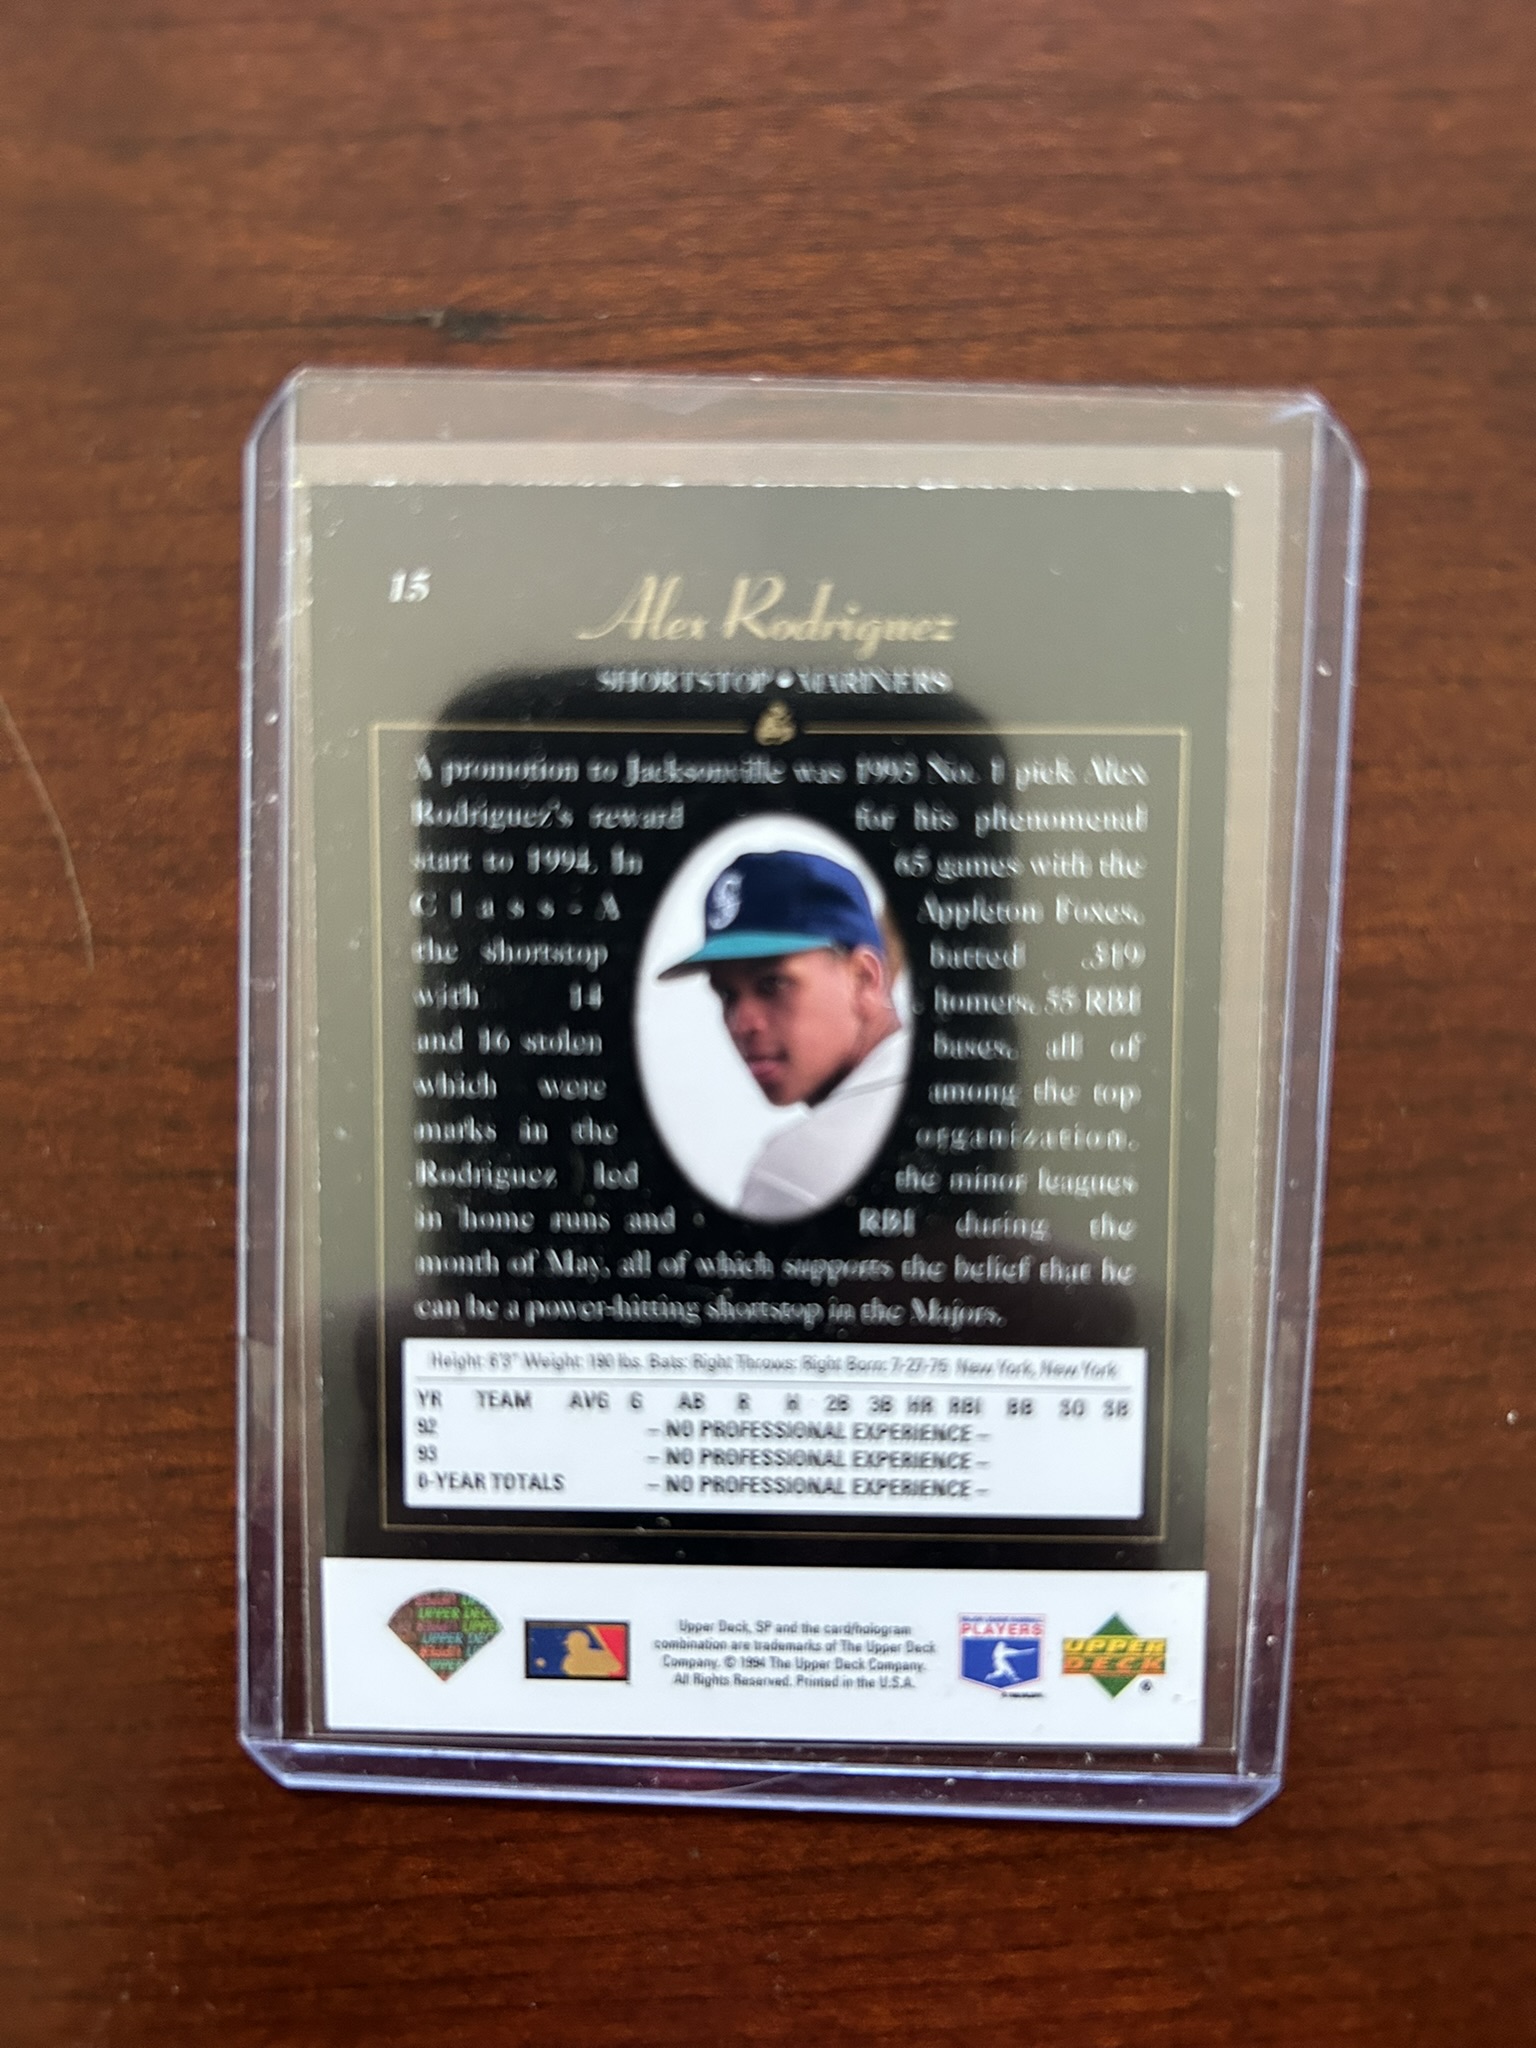 15
Alex Rodriguez
SHORTSTOP • MARINERS
A promotion to Jacksonville was 1993 No. 1 pick Alex
Rodriguez's reward for his phenomenal
start to 1994. In 65 games with the
Class-A Appleton Foxes,
the shortstop batted .319
with 14 homers, 55 RBI
and 16 stolen bases, all of
which were among the top
marks in the organization.
Rodriguez led the minor leagues
in home runs and RBI during the
month of May, all of which supports the belief that he
can be a power-hitting shortstop in the Majors.
Height: 6'3" Weight: 190 lbs. Bats: Right Throws: Right Born: 7-27-75 New York, New York
YR TEAM AVG G AB R H 2B 3B HR RBI BB SO SB
92 – NO PROFESSIONAL EXPERIENCE –
93 – NO PROFESSIONAL EXPERIENCE –
0-YEAR TOTALS – NO PROFESSIONAL EXPERIENCE –
Upper Deck, SP and the card/hologram
combination are trademarks of The Upper Deck
Company. © 1994 The Upper Deck Company.
All Rights Reserved. Printed in the U.S.A.
MAJOR LEAGUE BASEBALL
PLAYERS
UPPER
DECK
®